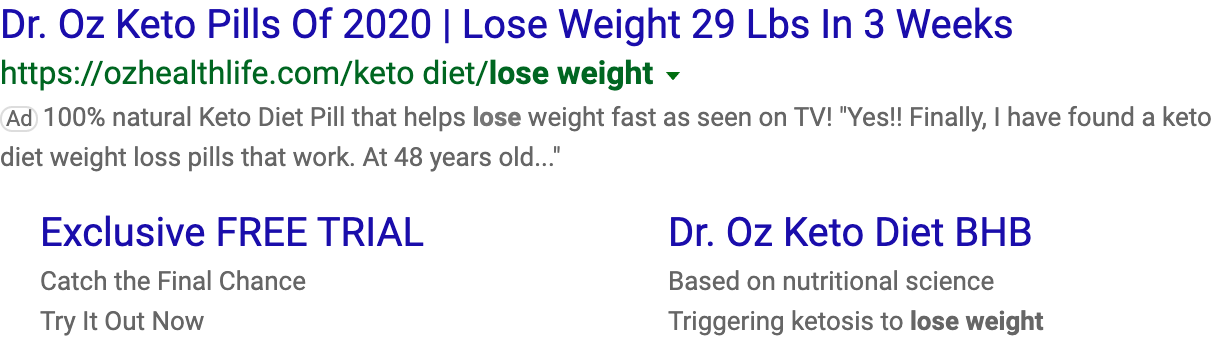 Dr. Oz Keto Pills Of 2020 | Lose Weight 29 Lbs In 3 Weeks
https://ozhealthlife.com/keto diet/lose weight
Ad 100% natural Keto Diet Pill that helps lose weight fast as seen on TV! "Yes!! Finally, I have found a keto
diet weight loss pills that work. At 48 years old..."
Exclusive FREE TRIAL
Catch the Final Chance
Try It Out Now
Dr. Oz Keto Diet BHB
Based on nutritional science
Triggering ketosis to lose weight